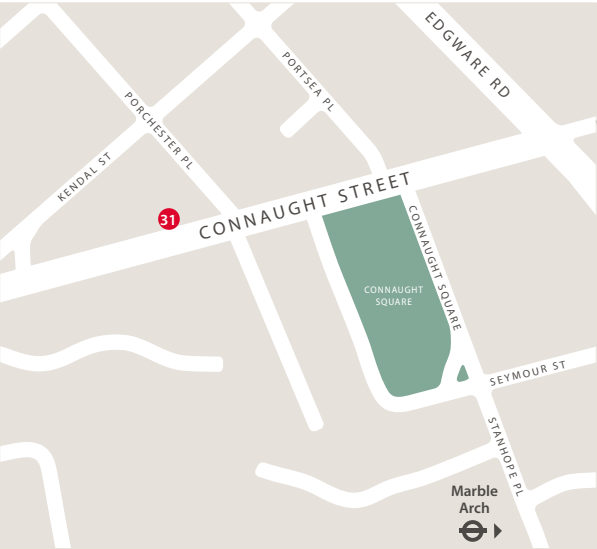 EDGWARE RD
PORTSEA PL
PORCHESTER PL
KENDAL ST
31
CONNAUGHT STREET
CONNAUGHT SQUARE
CONNAUGHT
SQUARE
SEYMOUR ST
STANHOPE PL
Marble
Arch